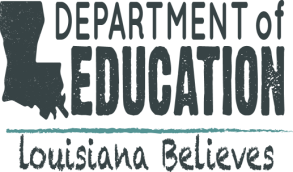 DEPARTMENT of
EDUCATION
Louisiana Believes